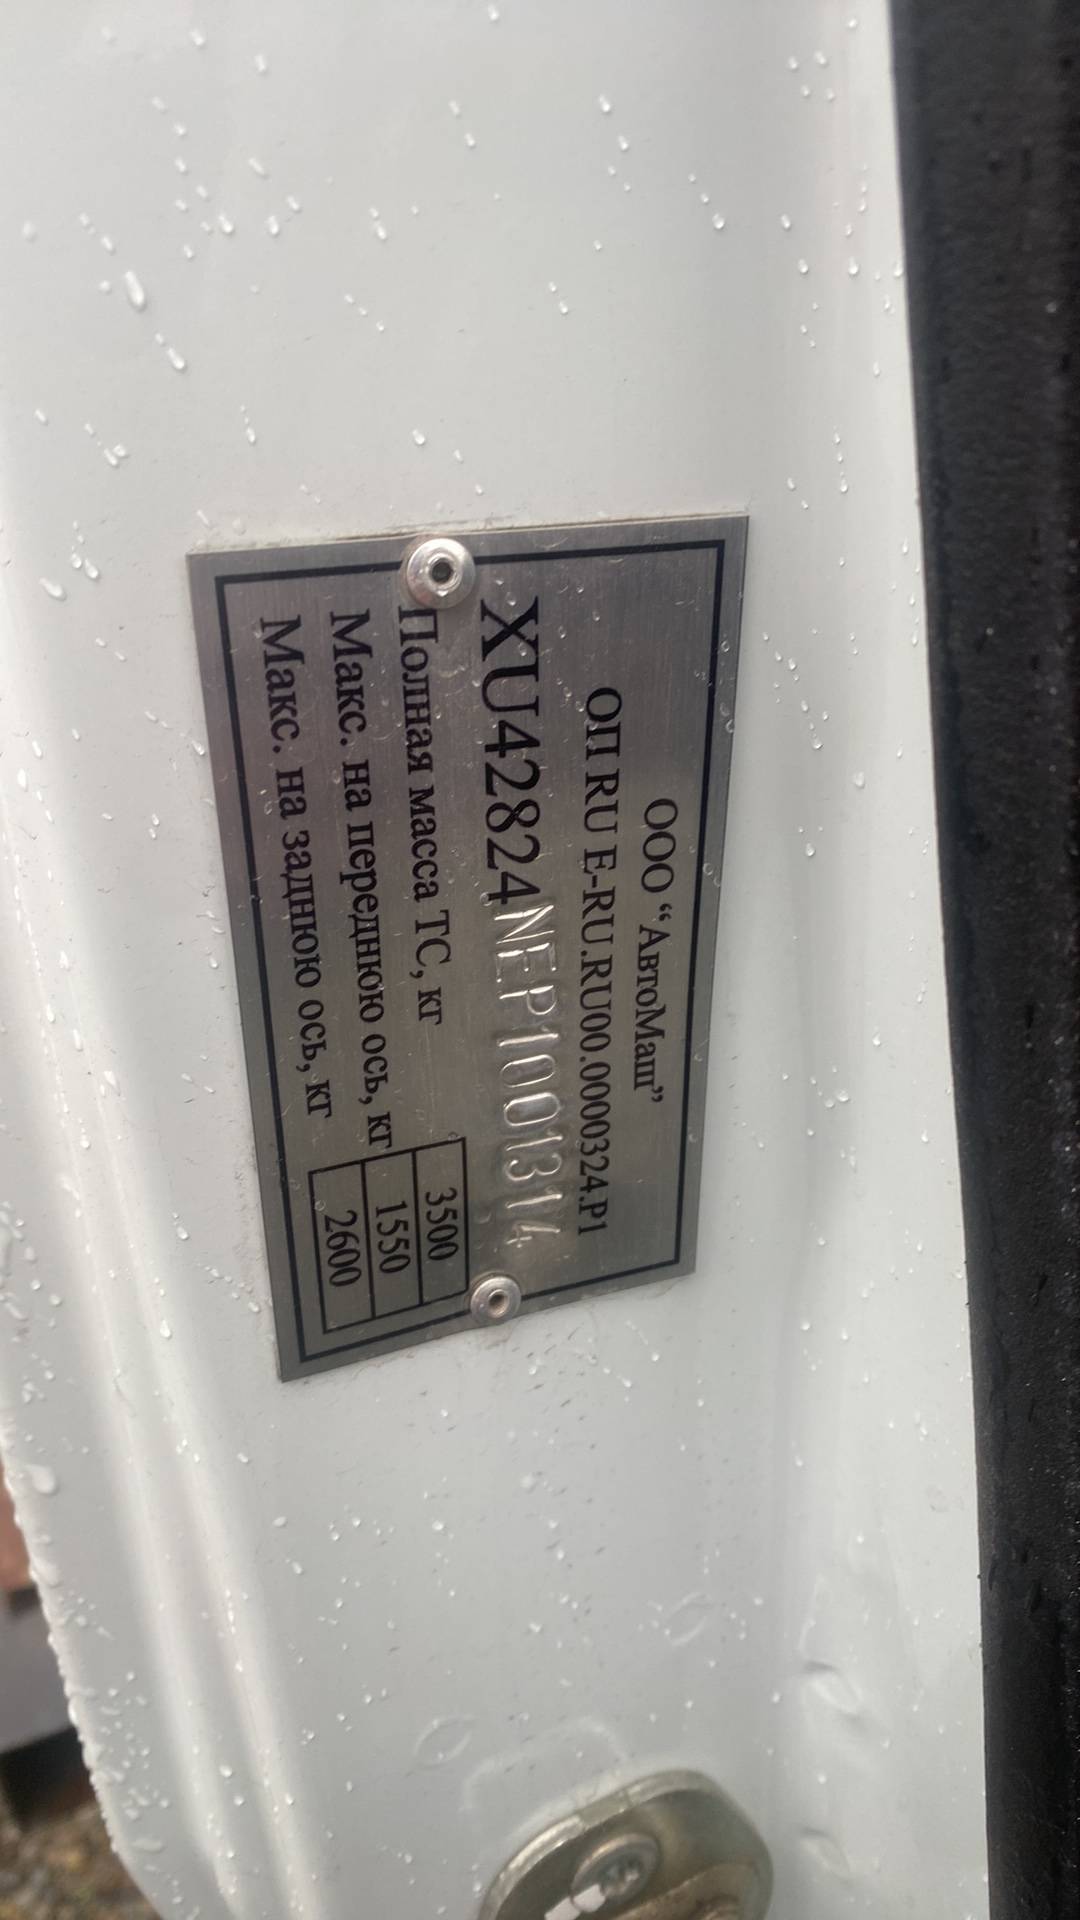 ООО “АвтоМаш”
ОП RU E-RU.RU00.0000324.P1
XU42824NEP1001314
Полная масса ТС, кг 3500
Макс. на переднюю ось, кг 1550
Макс. на заднюю ось, кг 2600